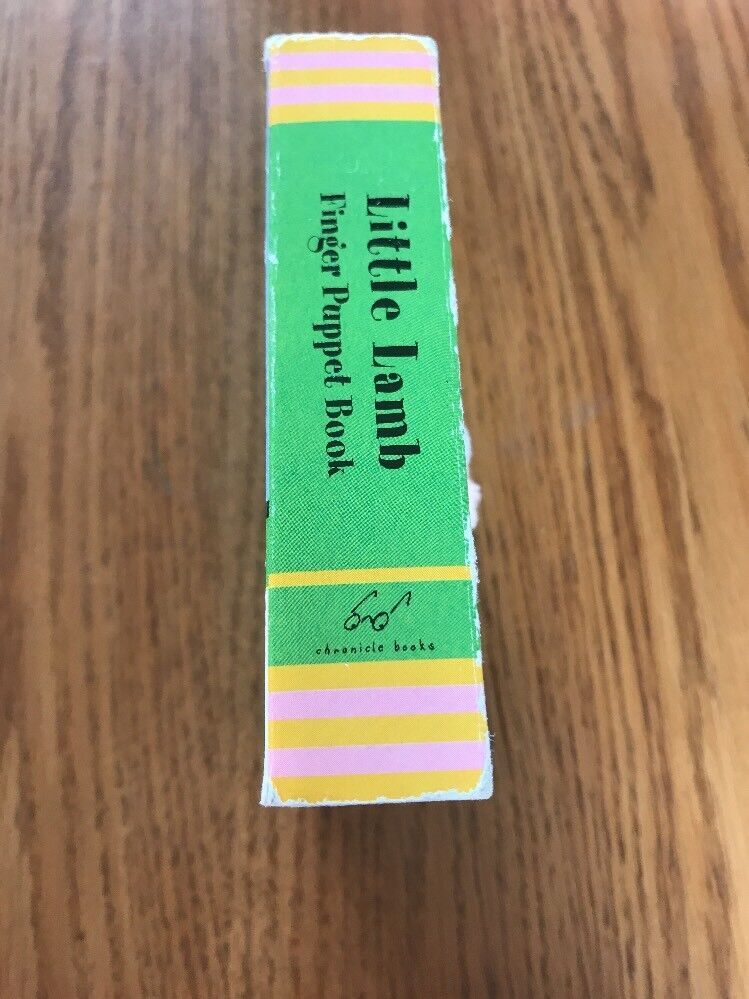 Little Lamb
Finger Puppet Book
chronicle books